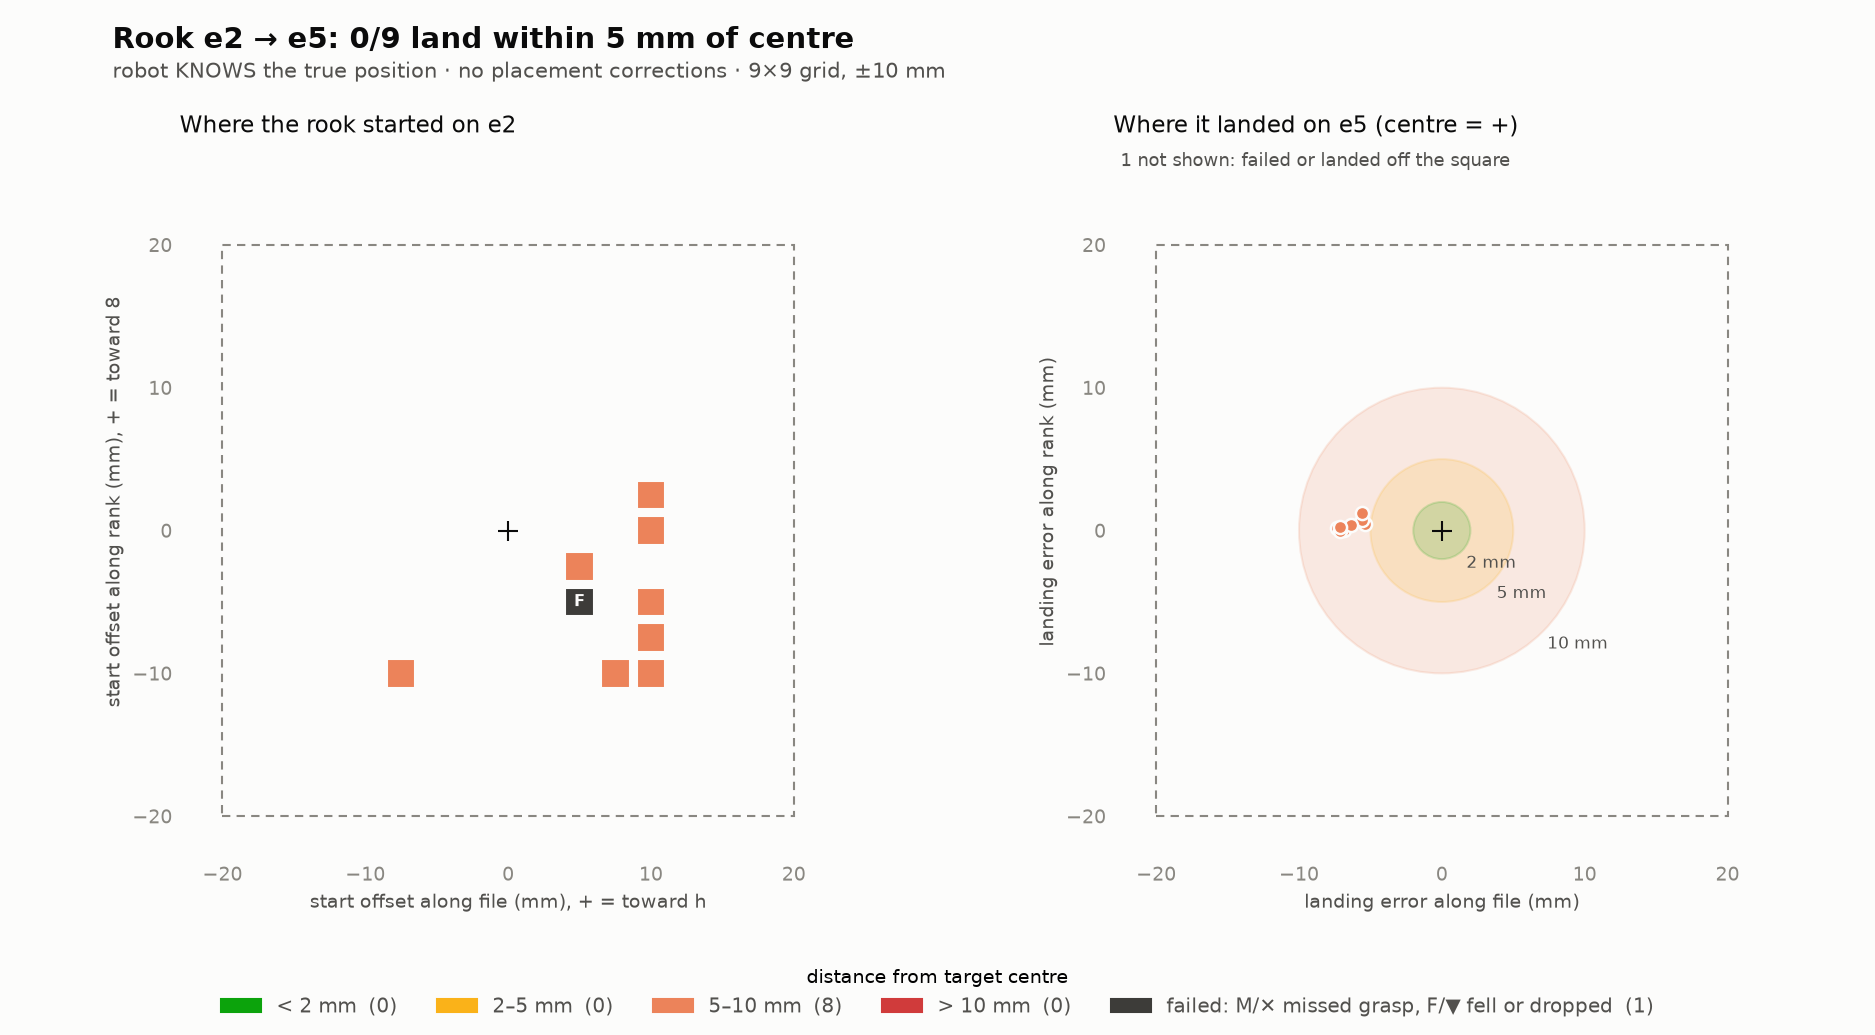 Rook e2 → e5: 0/9 land within 5 mm of centre
robot KNOWS the true position · no placement corrections · 9×9 grid, ±10 mm
Where the rook started on e2
20
10
0
−10
−20
start offset along rank (mm), + = toward 8
F
−20
−10
0
10
20
start offset along file (mm), + = toward h
Where it landed on e5 (centre = +)
1 not shown: failed or landed off the square
20
10
0
−10
−20
landing error along rank (mm)
2 mm
5 mm
10 mm
−20
−10
0
10
20
landing error along file (mm)
distance from target centre
< 2 mm (0)
2–5 mm (0)
5–10 mm (8)
> 10 mm (0)
failed: M/× missed grasp, F/▼ fell or dropped (1)